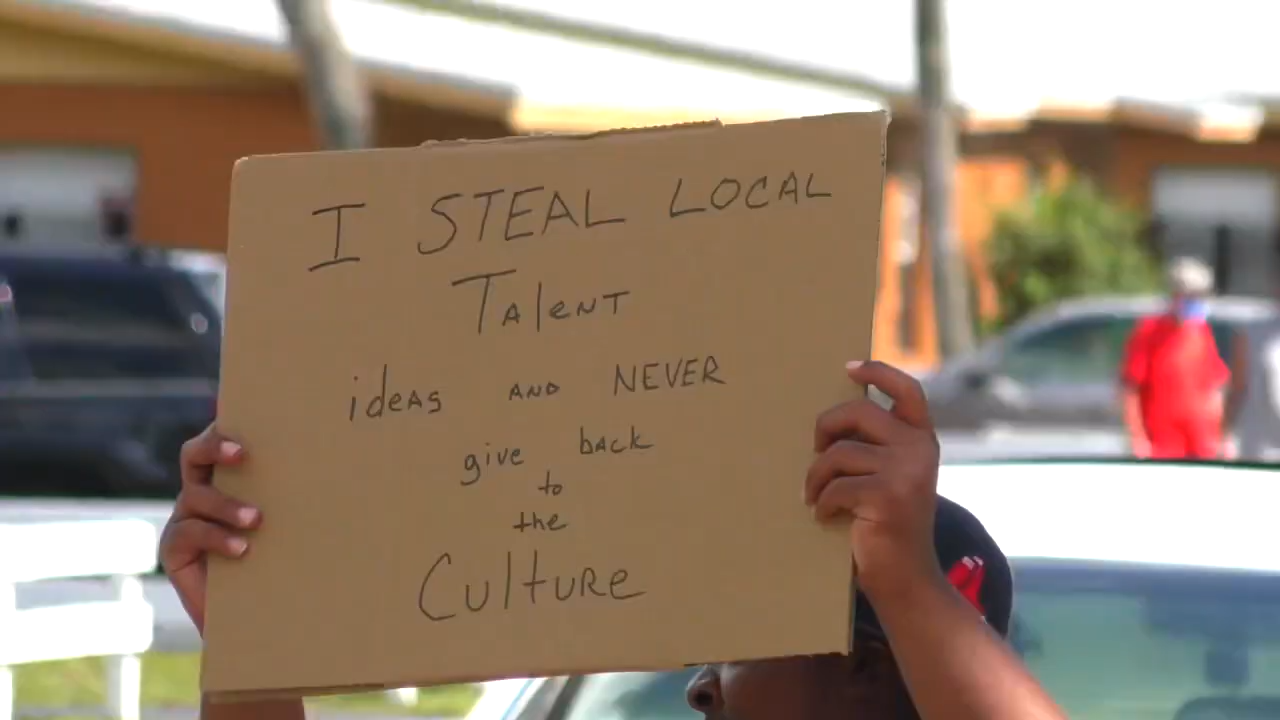 I STEAL LOCAL
TAleNT
ideAs AND NEVER
give back
to
the
Culture